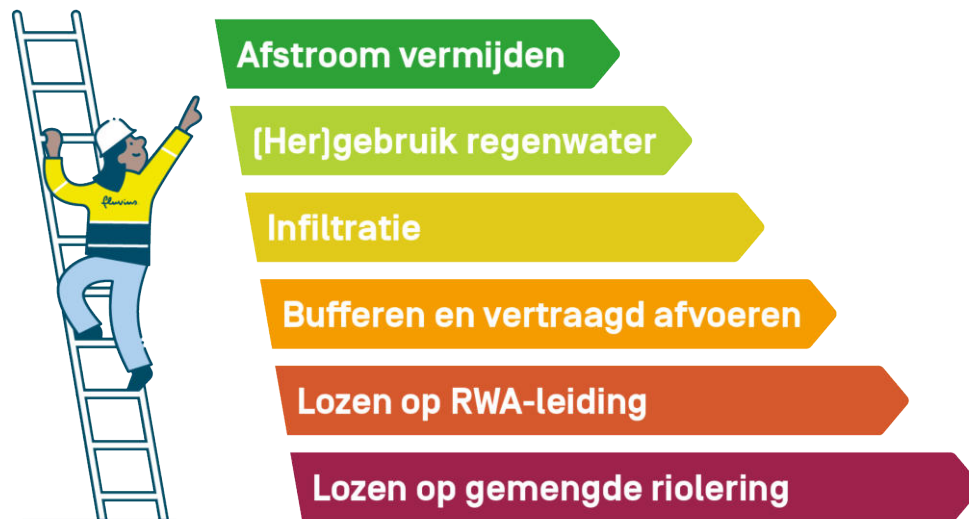 Afstroom vermijden
(Her)gebruik regenwater
Infiltratie
fluvius
Bufferen en vertraagd afvoeren
Lozen op RWA-leiding
Lozen op gemengde riolering